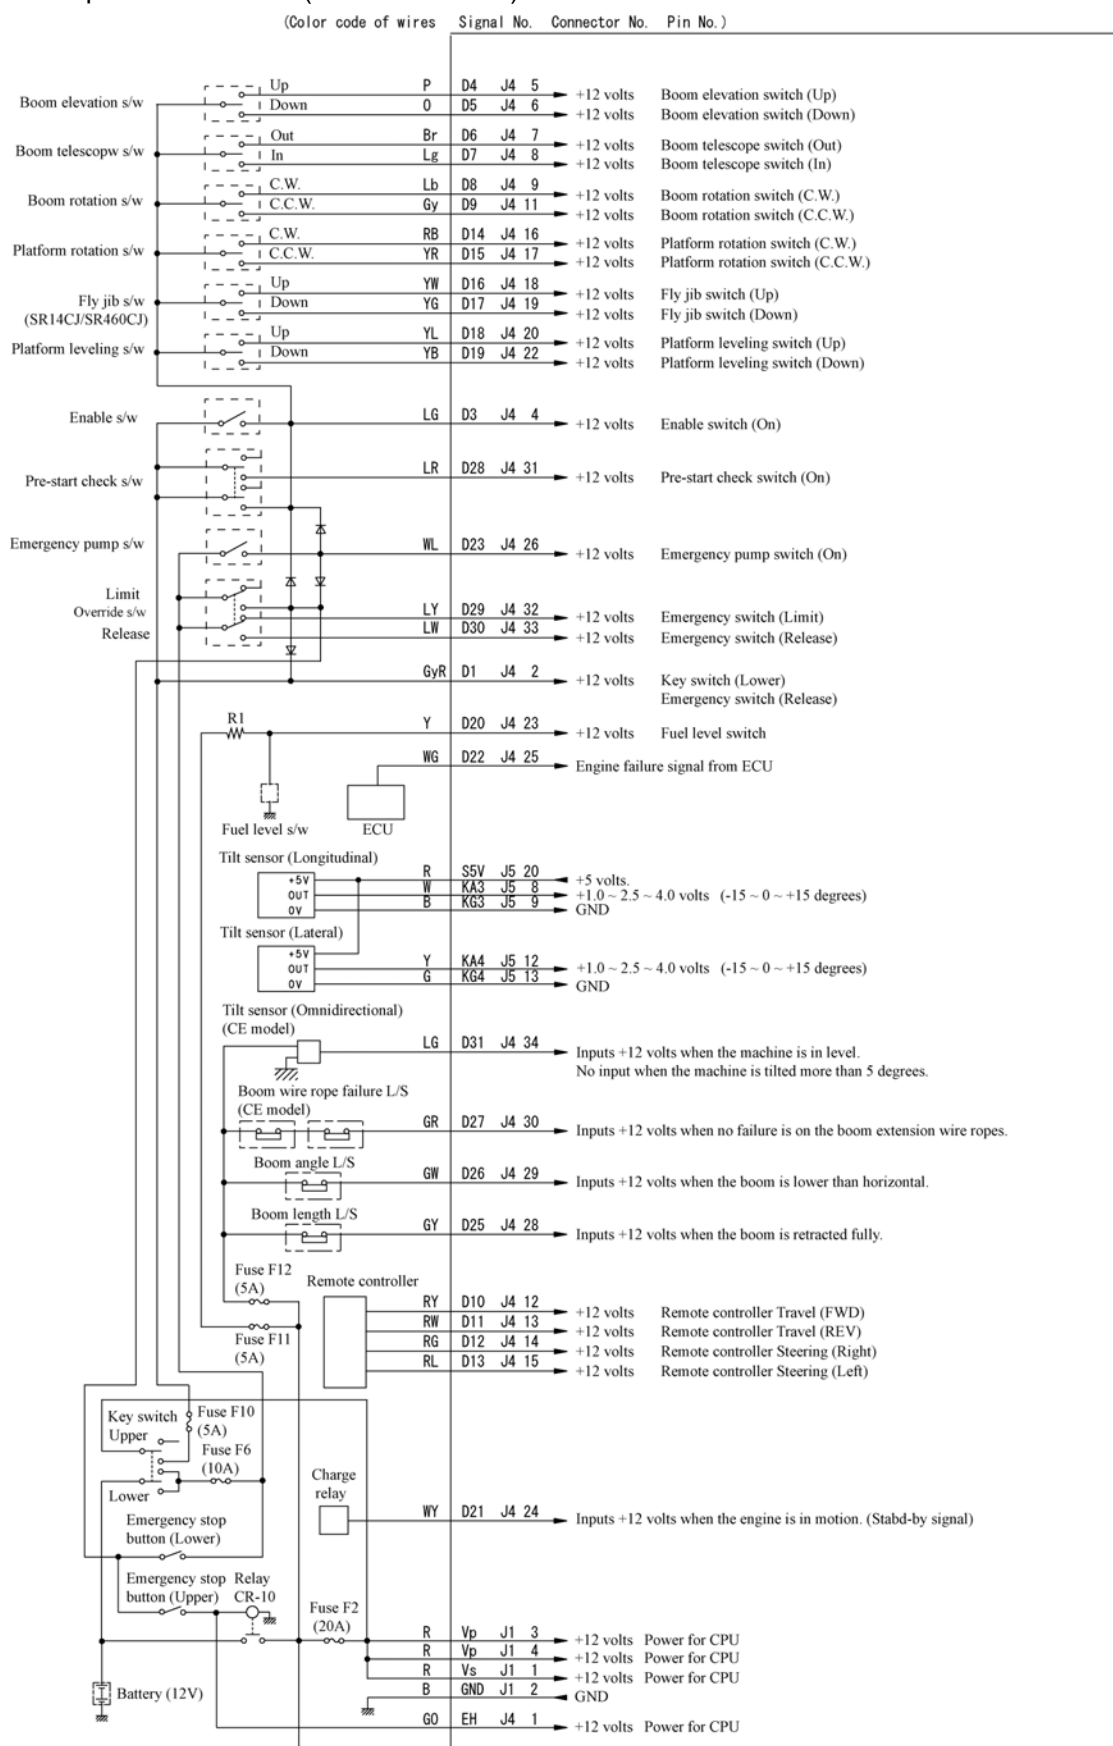 (Color code of wires Signal No. Connector No. Pin No.)
Boom elevation s/w Up P D4 J4 5 +12 volts Boom elevation switch (Up)
Down O D5 J4 6 +12 volts Boom elevation switch (Down)
Boom telescopw s/w Out Br D6 J4 7 +12 volts Boom telescope switch (Out)
In Lg D7 J4 8 +12 volts Boom telescope switch (In)
Boom rotation s/w C.W. Lb D8 J4 9 +12 volts Boom rotation switch (C.W.)
C.C.W. Gy D9 J4 11 +12 volts Boom rotation switch (C.C.W.)
Platform rotation s/w C.W. RB D14 J4 16 +12 volts Platform rotation switch (C.W.)
C.C.W. YR D15 J4 17 +12 volts Platform rotation switch (C.C.W.)
Fly jib s/w Up YW D16 J4 18 +12 volts Fly jib switch (Up)
(SR14CJ/SR460CJ) Down YG D17 J4 19 +12 volts Fly jib switch (Down)
Platform leveling s/w Up YL D18 J4 20 +12 volts Platform leveling switch (Up)
Down YB D19 J4 22 +12 volts Platform leveling switch (Down)
Enable s/w LG D3 J4 4 +12 volts Enable switch (On)
Pre-start check s/w LR D28 J4 31 +12 volts Pre-start check switch (On)
Emergency pump s/w WL D23 J4 26 +12 volts Emergency pump switch (On)
Limit
Override s/w LY D29 J4 32 +12 volts Emergency switch (Limit)
Release LW D30 J4 33 +12 volts Emergency switch (Release)
GyR D1 J4 2 +12 volts Key switch (Lower)
Emergency switch (Release)
R1 Y D20 J4 23 +12 volts Fuel level switch
WG D22 J4 25 Engine failure signal from ECU
Fuel level s/w ECU
Tilt sensor (Longitudinal)
+5V R S5V J5 20 +5 volts.
OUT W KA3 J5 8 +1.0 ~ 2.5 ~ 4.0 volts (-15 ~ 0 ~ +15 degrees)
0V B KG3 J5 9 GND
Tilt sensor (Lateral)
+5V
OUT Y KA4 J5 12 +1.0 ~ 2.5 ~ 4.0 volts (-15 ~ 0 ~ +15 degrees)
0V G KG4 J5 13 GND
Tilt sensor (Omnidirectional)
(CE model)
LG D31 J4 34 Inputs +12 volts when the machine is in level.
No input when the machine is tilted more than 5 degrees.
Boom wire rope failure L/S
(CE model)
GR D27 J4 30 Inputs +12 volts when no failure is on the boom extension wire ropes.
Boom angle L/S
GW D26 J4 29 Inputs +12 volts when the boom is lower than horizontal.
Boom length L/S
GY D25 J4 28 Inputs +12 volts when the boom is retracted fully.
Fuse F12
(5A)
Remote controller
RY D10 J4 12 +12 volts Remote controller Travel (FWD)
RW D11 J4 13 +12 volts Remote controller Travel (REV)
Fuse F11
(5A)
RG D12 J4 14 +12 volts Remote controller Steering (Right)
RL D13 J4 15 +12 volts Remote controller Steering (Left)
Key switch Fuse F10
Upper (5A)
Fuse F6
(10A)
Lower
Charge
relay
WY D21 J4 24 Inputs +12 volts when the engine is in motion. (Stabd-by signal)
Emergency stop
button (Lower)
Emergency stop Relay
button (Upper) CR-10
Fuse F2
(20A)
R Vp J1 3 +12 volts Power for CPU
R Vp J1 4 +12 volts Power for CPU
R Vs J1 1 +12 volts Power for CPU
Battery (12V) B GND J1 2 GND
GO EH J4 1 +12 volts Power for CPU